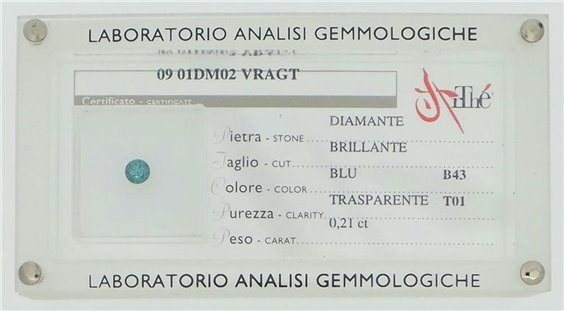 LABORATORIO ANALISI GEMMOLOGICHE
09 01DM02 VRAGT
Certificato - CERTIFICATE
Pietra - STONE DIAMANTE
Taglio - CUT BRILLANTE
Colore - COLOR BLU B43
Purezza - CLARITY TRASPARENTE T01
Peso - CARAT 0,21 ct
LABORATORIO ANALISI GEMMOLOGICHE